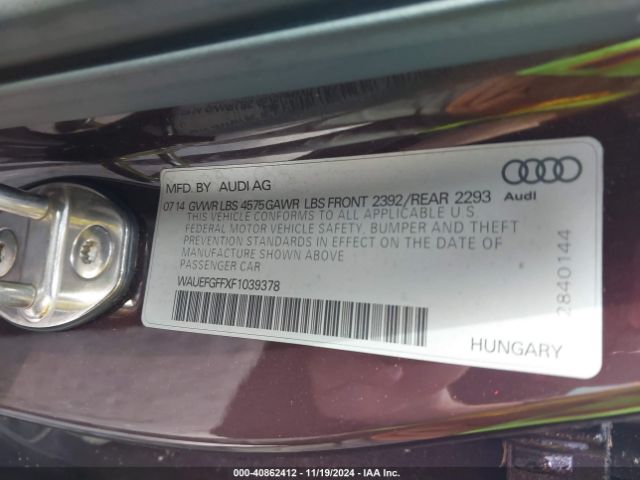 MFD. BY AUDI AG
07 14 GVWR LBS 4575 GAWR LBS FRONT 2392/REAR 2293
THIS VEHICLE CONFORMS TO ALL APPLICABLE U.S
FEDERAL MOTOR VEHICLE SAFETY, BUMPER AND THEFT
PREVENTION STANDARDS IN EFFECT ON THE DATE OF
MANUFACTURE SHOWN ABOVE
PASSENGER CAR
WAUEFGFFXF1039378
Audi
2840144
HUNGARY
000-40862412 - 11/19/2024 - IAA Inc.